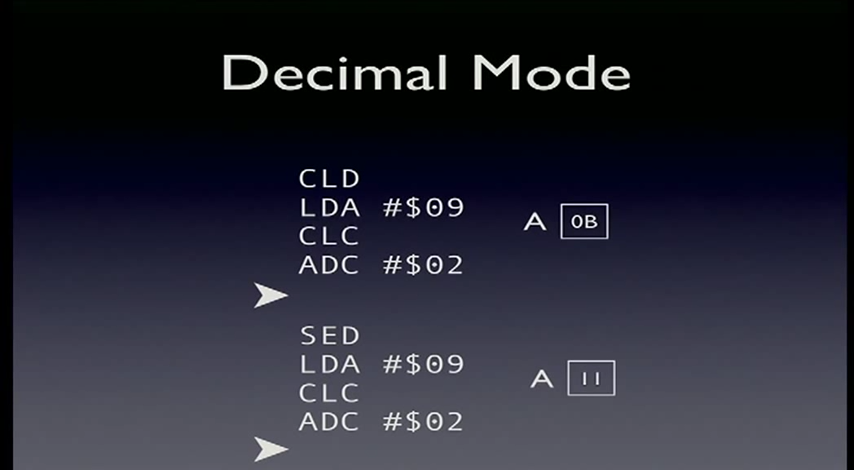 Decimal Mode
CLD
LDA #$09
CLC
ADC #$02
A 0B
SED
LDA #$09
CLC
ADC #$02
A 11